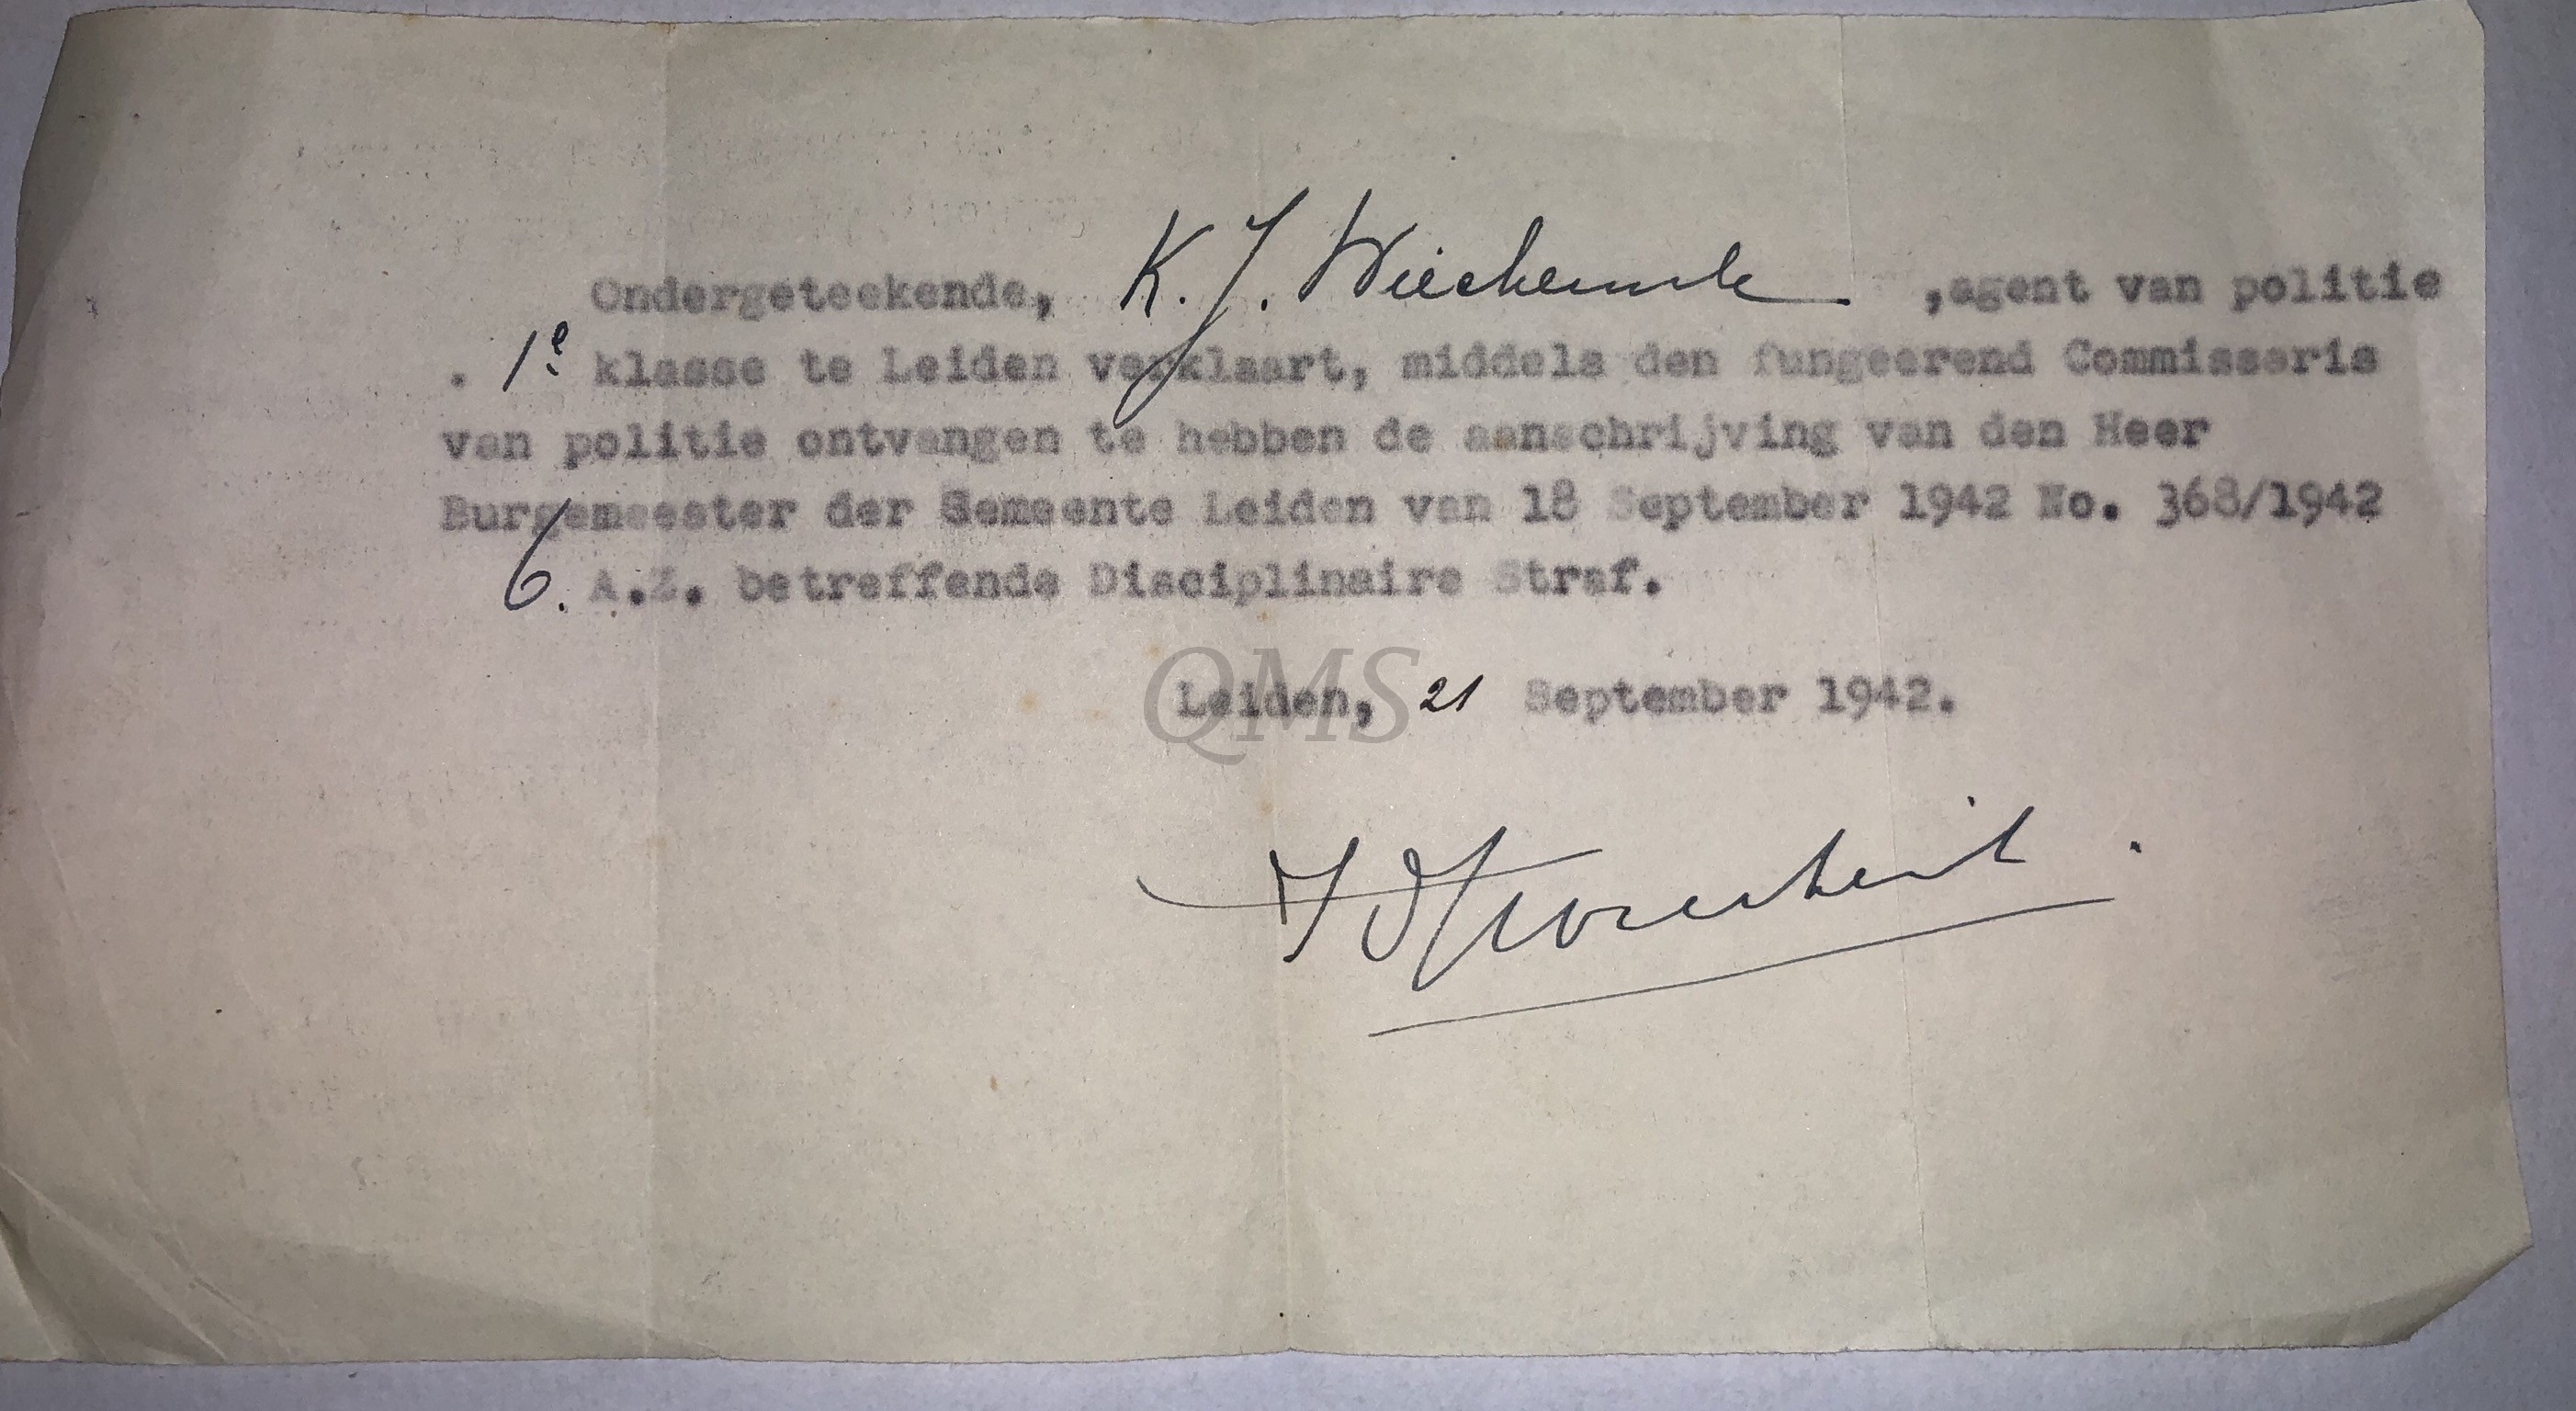 Ondergeteekende, K. J. ,agent van politie
. 1e klasse te Leiden verklaart, middels den fungeerend Commissaris
van politie ontvangen te hebben de aanschrijving van den Heer
Burgemeester der Gemeente Leiden van 18 September 1942 No. 368/1942
6. A.Z. betreffende Disciplinaire Straf.
QMS
Leiden, 21 September 1942.